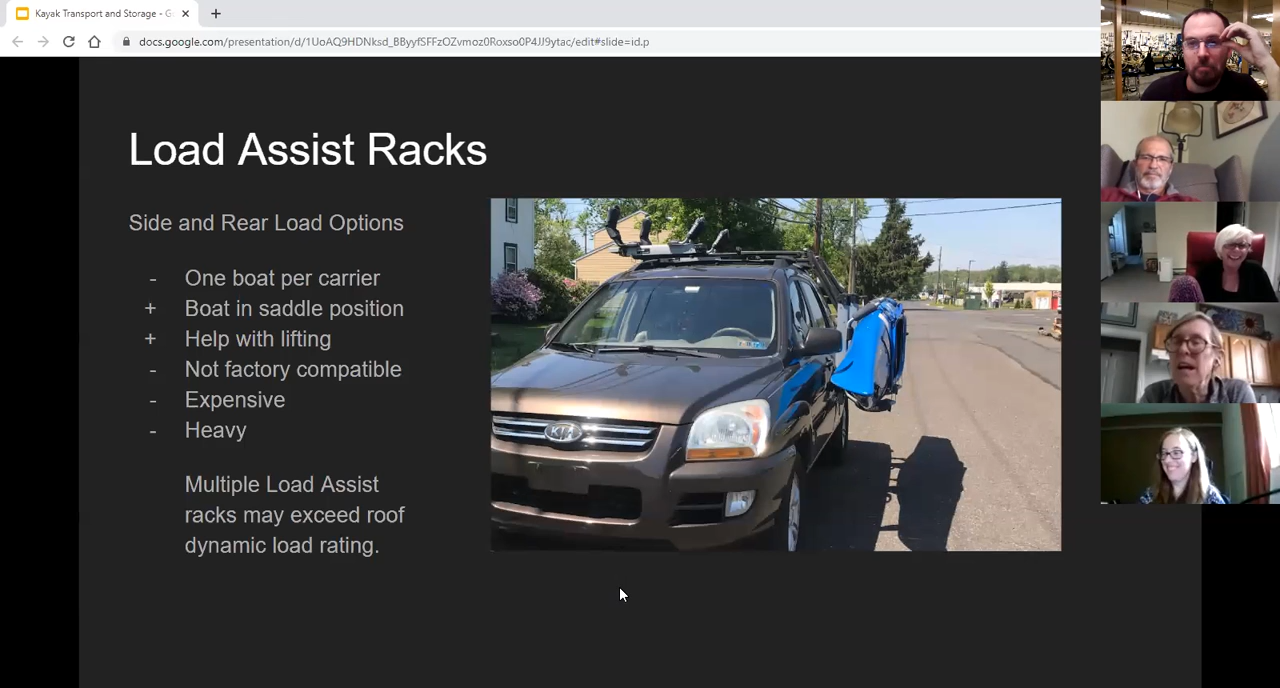 Kayak Transport and Storage - G
docs.google.com/presentation/d/1UoAQ9HDNksd_BByyfSFFzOZvmoz0Roxso0P4JJ9ytac/edit#slide=id.p
Load Assist Racks
Side and Rear Load Options
- One boat per carrier
+ Boat in saddle position
+ Help with lifting
- Not factory compatible
- Expensive
- Heavy
Multiple Load Assist
racks may exceed roof
dynamic load rating.
KIA